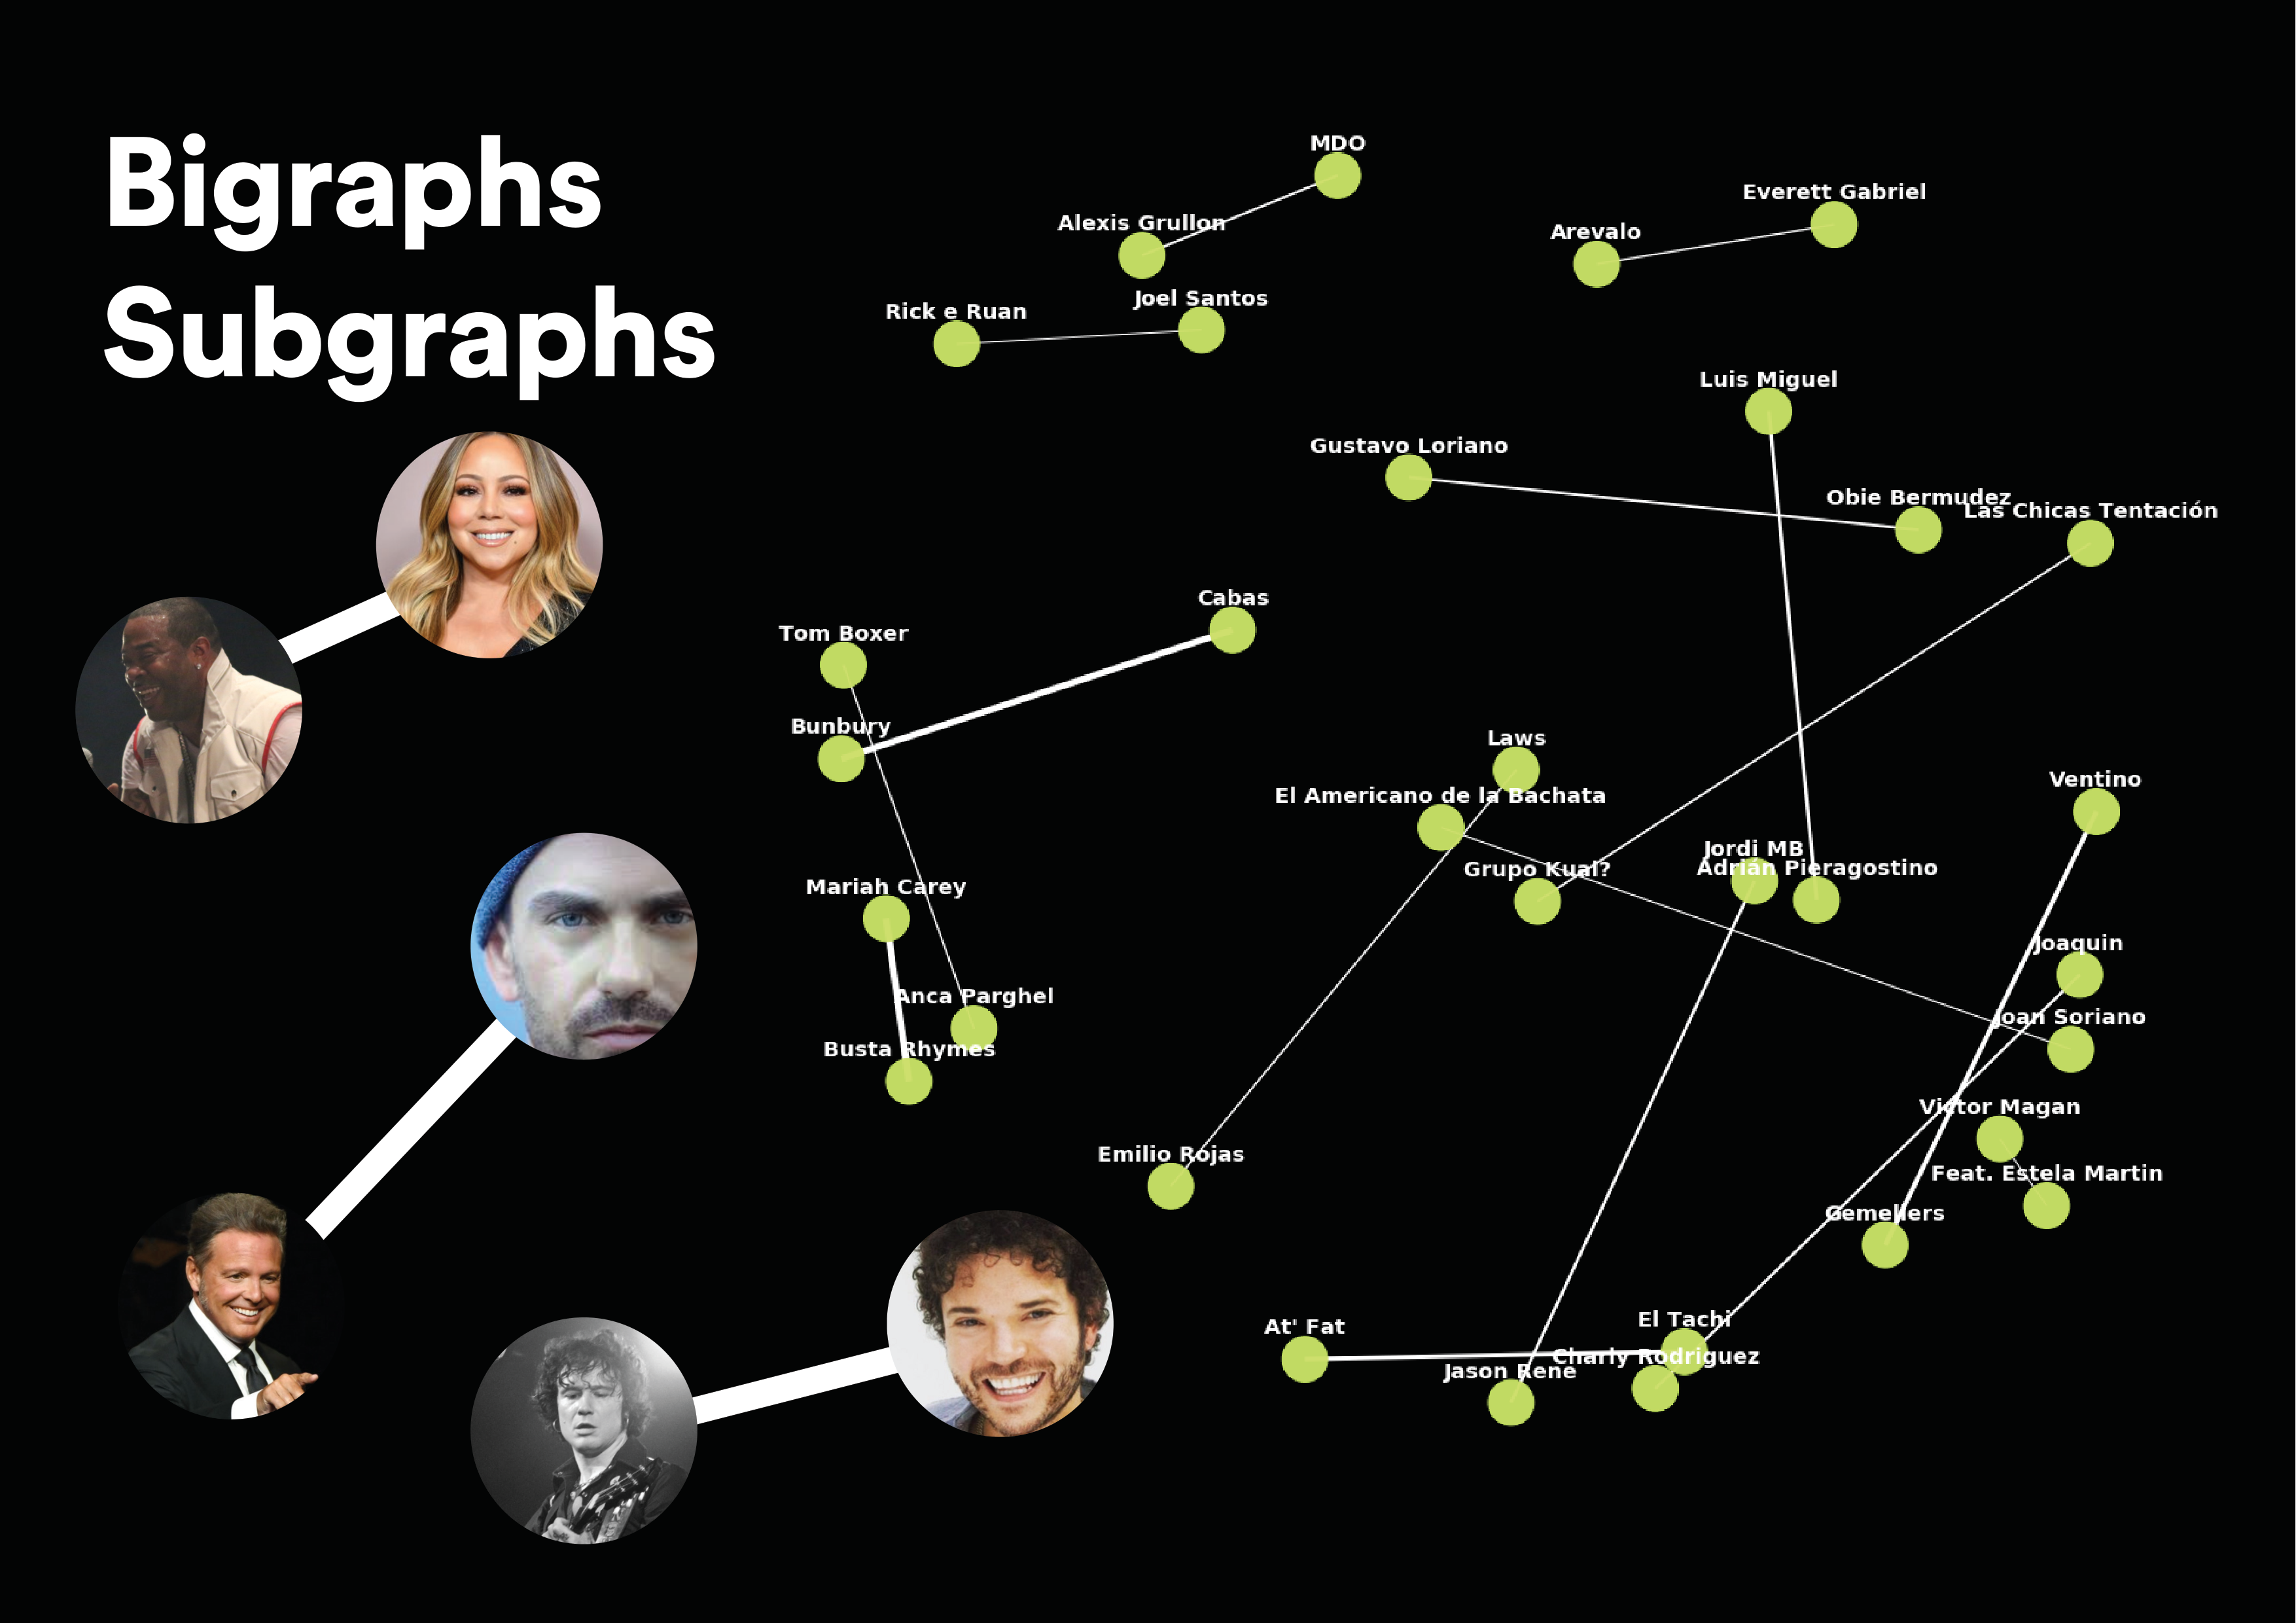 Bigraphs
Subgraphs
MDO
Alexis Grullon
Everett Gabriel
Arevalo
Joel Santos
Rick e Ruan
Luis Miguel
Gustavo Loriano
Obie Bermudez
Las Chicas Tentación
Cabas
Tom Boxer
Bunbury
Laws
Ventino
El Americano de la Bachata
Jordi MB
Adrián Pieragostino
Grupo Kual?
Mariah Carey
Joaquin
Anca Parghel
Joan Soriano
Busta Rhymes
Victor Magan
Emilio Rojas
Feat. Estela Martin
Gemeliers
El Tachi
At' Fat
Charly Rodríguez
Jason Rene